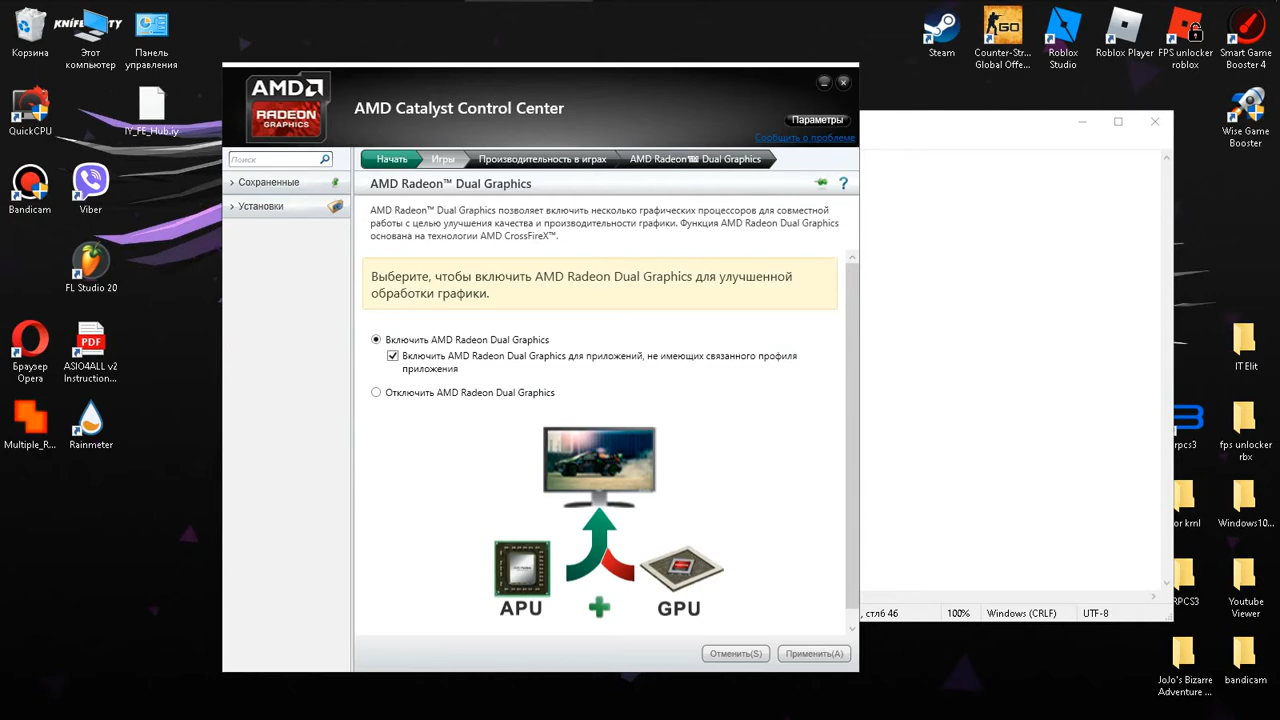 Корзина
KNIFE
TY
Этот
компьютер
Панель
управления
QuickCPU
IY_FE_Hub.iy
Bandicam
Viber
FL Studio 20
Браузер
Opera
PDF
ASIO4ALL v2
Instruction...
Multiple_R...
Rainmeter
AMD
RADEON
GRAPHICS
AMD Catalyst Control Center
Параметры
Сообщить о проблеме
Поиск
Сохраненные
Установки
Начать
Игры
Производительность в играх
AMD Radeon™ Dual Graphics
AMD Radeon™ Dual Graphics
?
AMD Radeon™ Dual Graphics позволяет включить несколько графических процессоров для совместной
работы с целью улучшения качества и производительности графики. Функция AMD Radeon Dual Graphics
основана на технологии AMD CrossFireX™.
Выберите, чтобы включить AMD Radeon Dual Graphics для улучшенной
обработки графики.
Включить AMD Radeon Dual Graphics
Включить AMD Radeon Dual Graphics для приложений, не имеющих связанного профиля
приложения
Отключить AMD Radeon Dual Graphics
APU
GPU
Отменить(S)
Применить(A)
, стлб 46
100%
Windows (CRLF)
UTF-8
Steam
GO
Counter-Str...
Global Offe...
Roblox
Studio
Roblox Player
FPS unlocker
roblox
Smart Game
Booster 4
Wise Game
Booster
IT Elit
rpcs3
fps unlocker
rbx
or krnl
Windows10...
RPCS3
Youtube
Viewer
JoJo's Bizarre
Adventure ...
bandicam